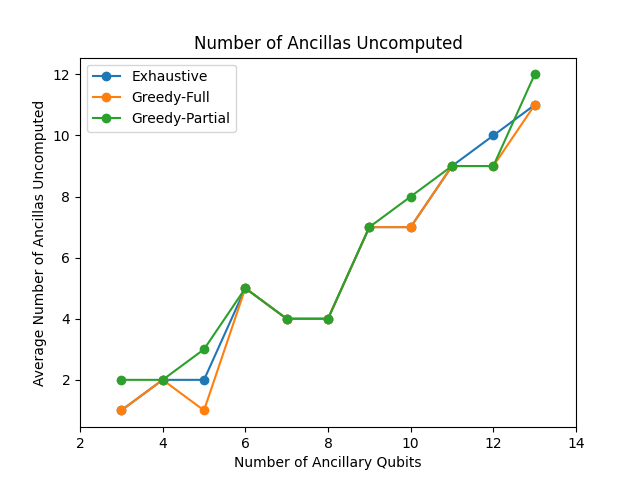 Number of Ancillas Uncomputed
Exhaustive
Greedy-Full
Greedy-Partial
Average Number of Ancillas Uncomputed
12
10
8
6
4
2
2 4 6 8 10 12 14
Number of Ancillary Qubits